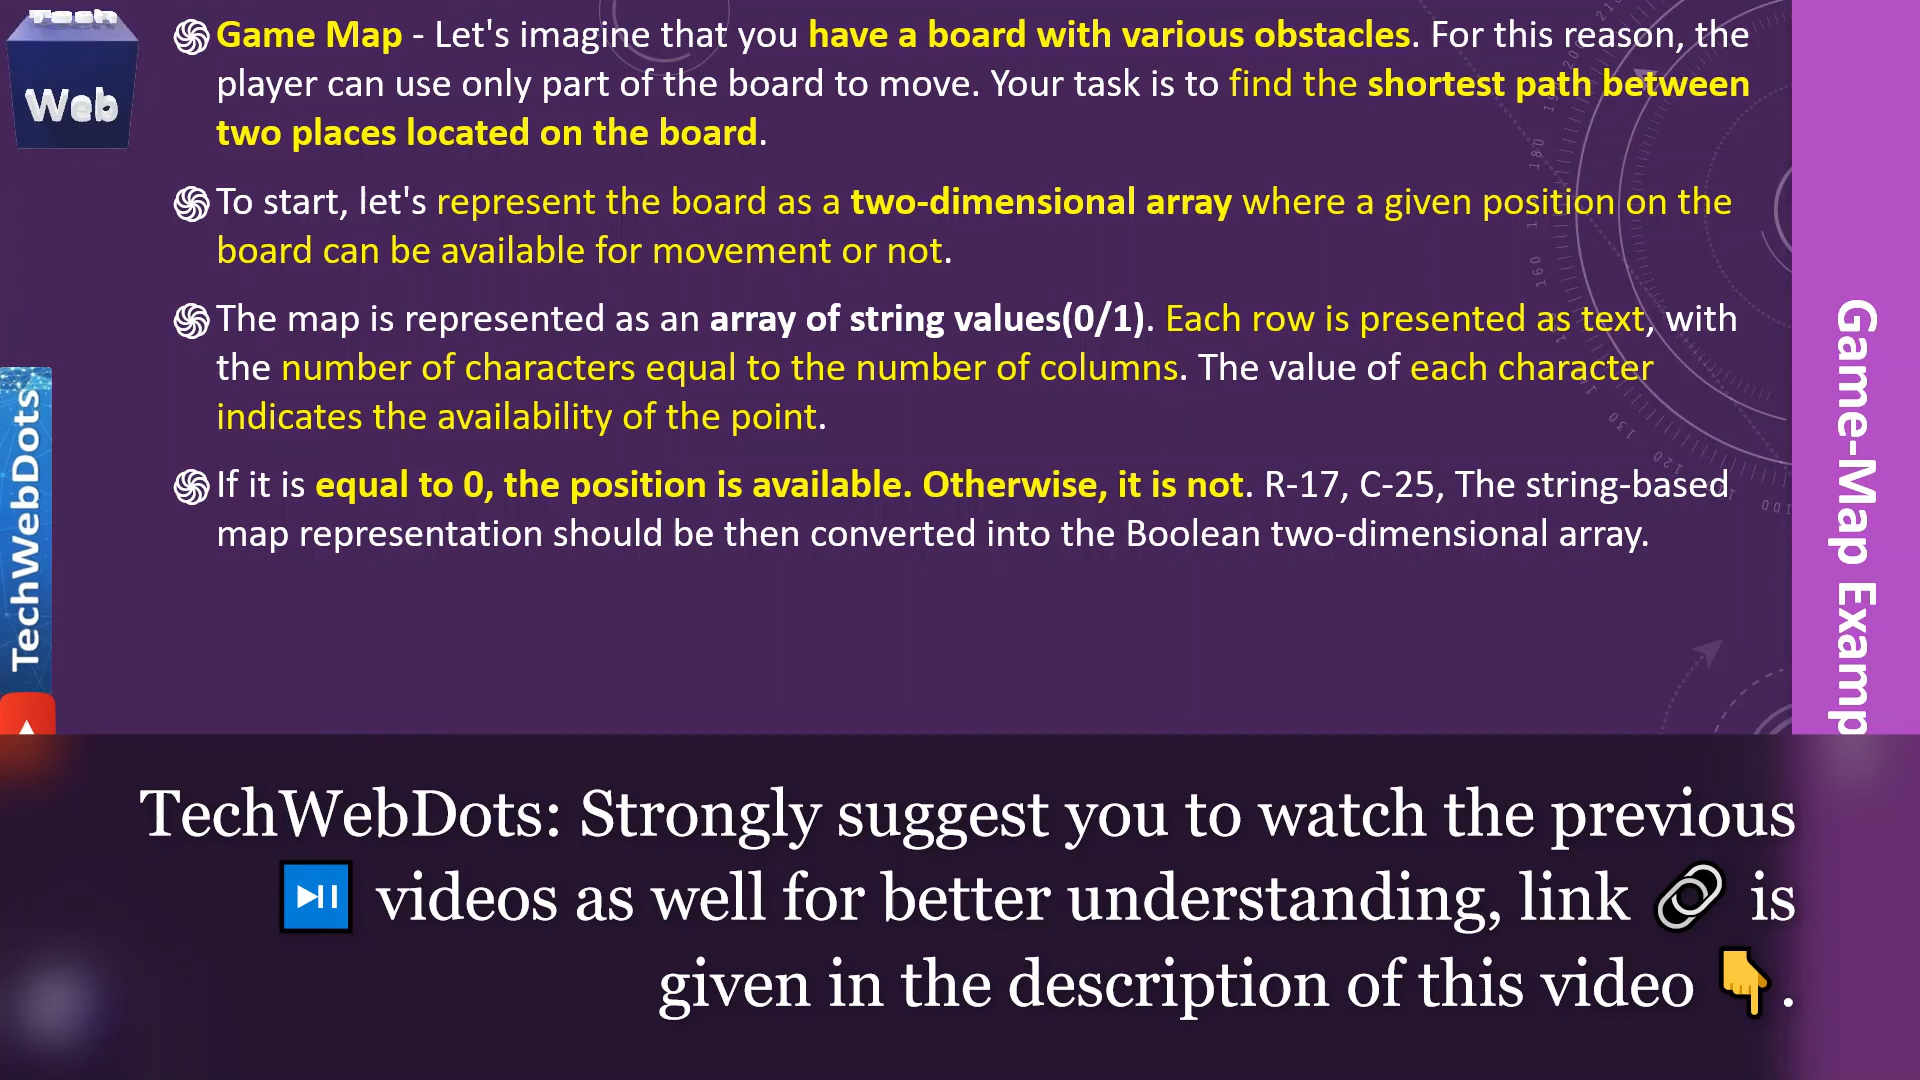 Tech
Web
Game Map - Let's imagine that you have a board with various obstacles. For this reason, the
player can use only part of the board to move. Your task is to find the shortest path between
two places located on the board.
To start, let's represent the board as a two-dimensional array where a given position on the
board can be available for movement or not.
The map is represented as an array of string values(0/1). Each row is presented as text, with
the number of characters equal to the number of columns. The value of each character
indicates the availability of the point.
If it is equal to 0, the position is available. Otherwise, it is not. R-17, C-25, The string-based
map representation should be then converted into the Boolean two-dimensional array.
TechWebDots
Game-Map Examp
210
180
160
130
120
100
TechWebDots: Strongly suggest you to watch the previous
videos as well for better understanding, link 🔗 is
given in the description of this video 👇.